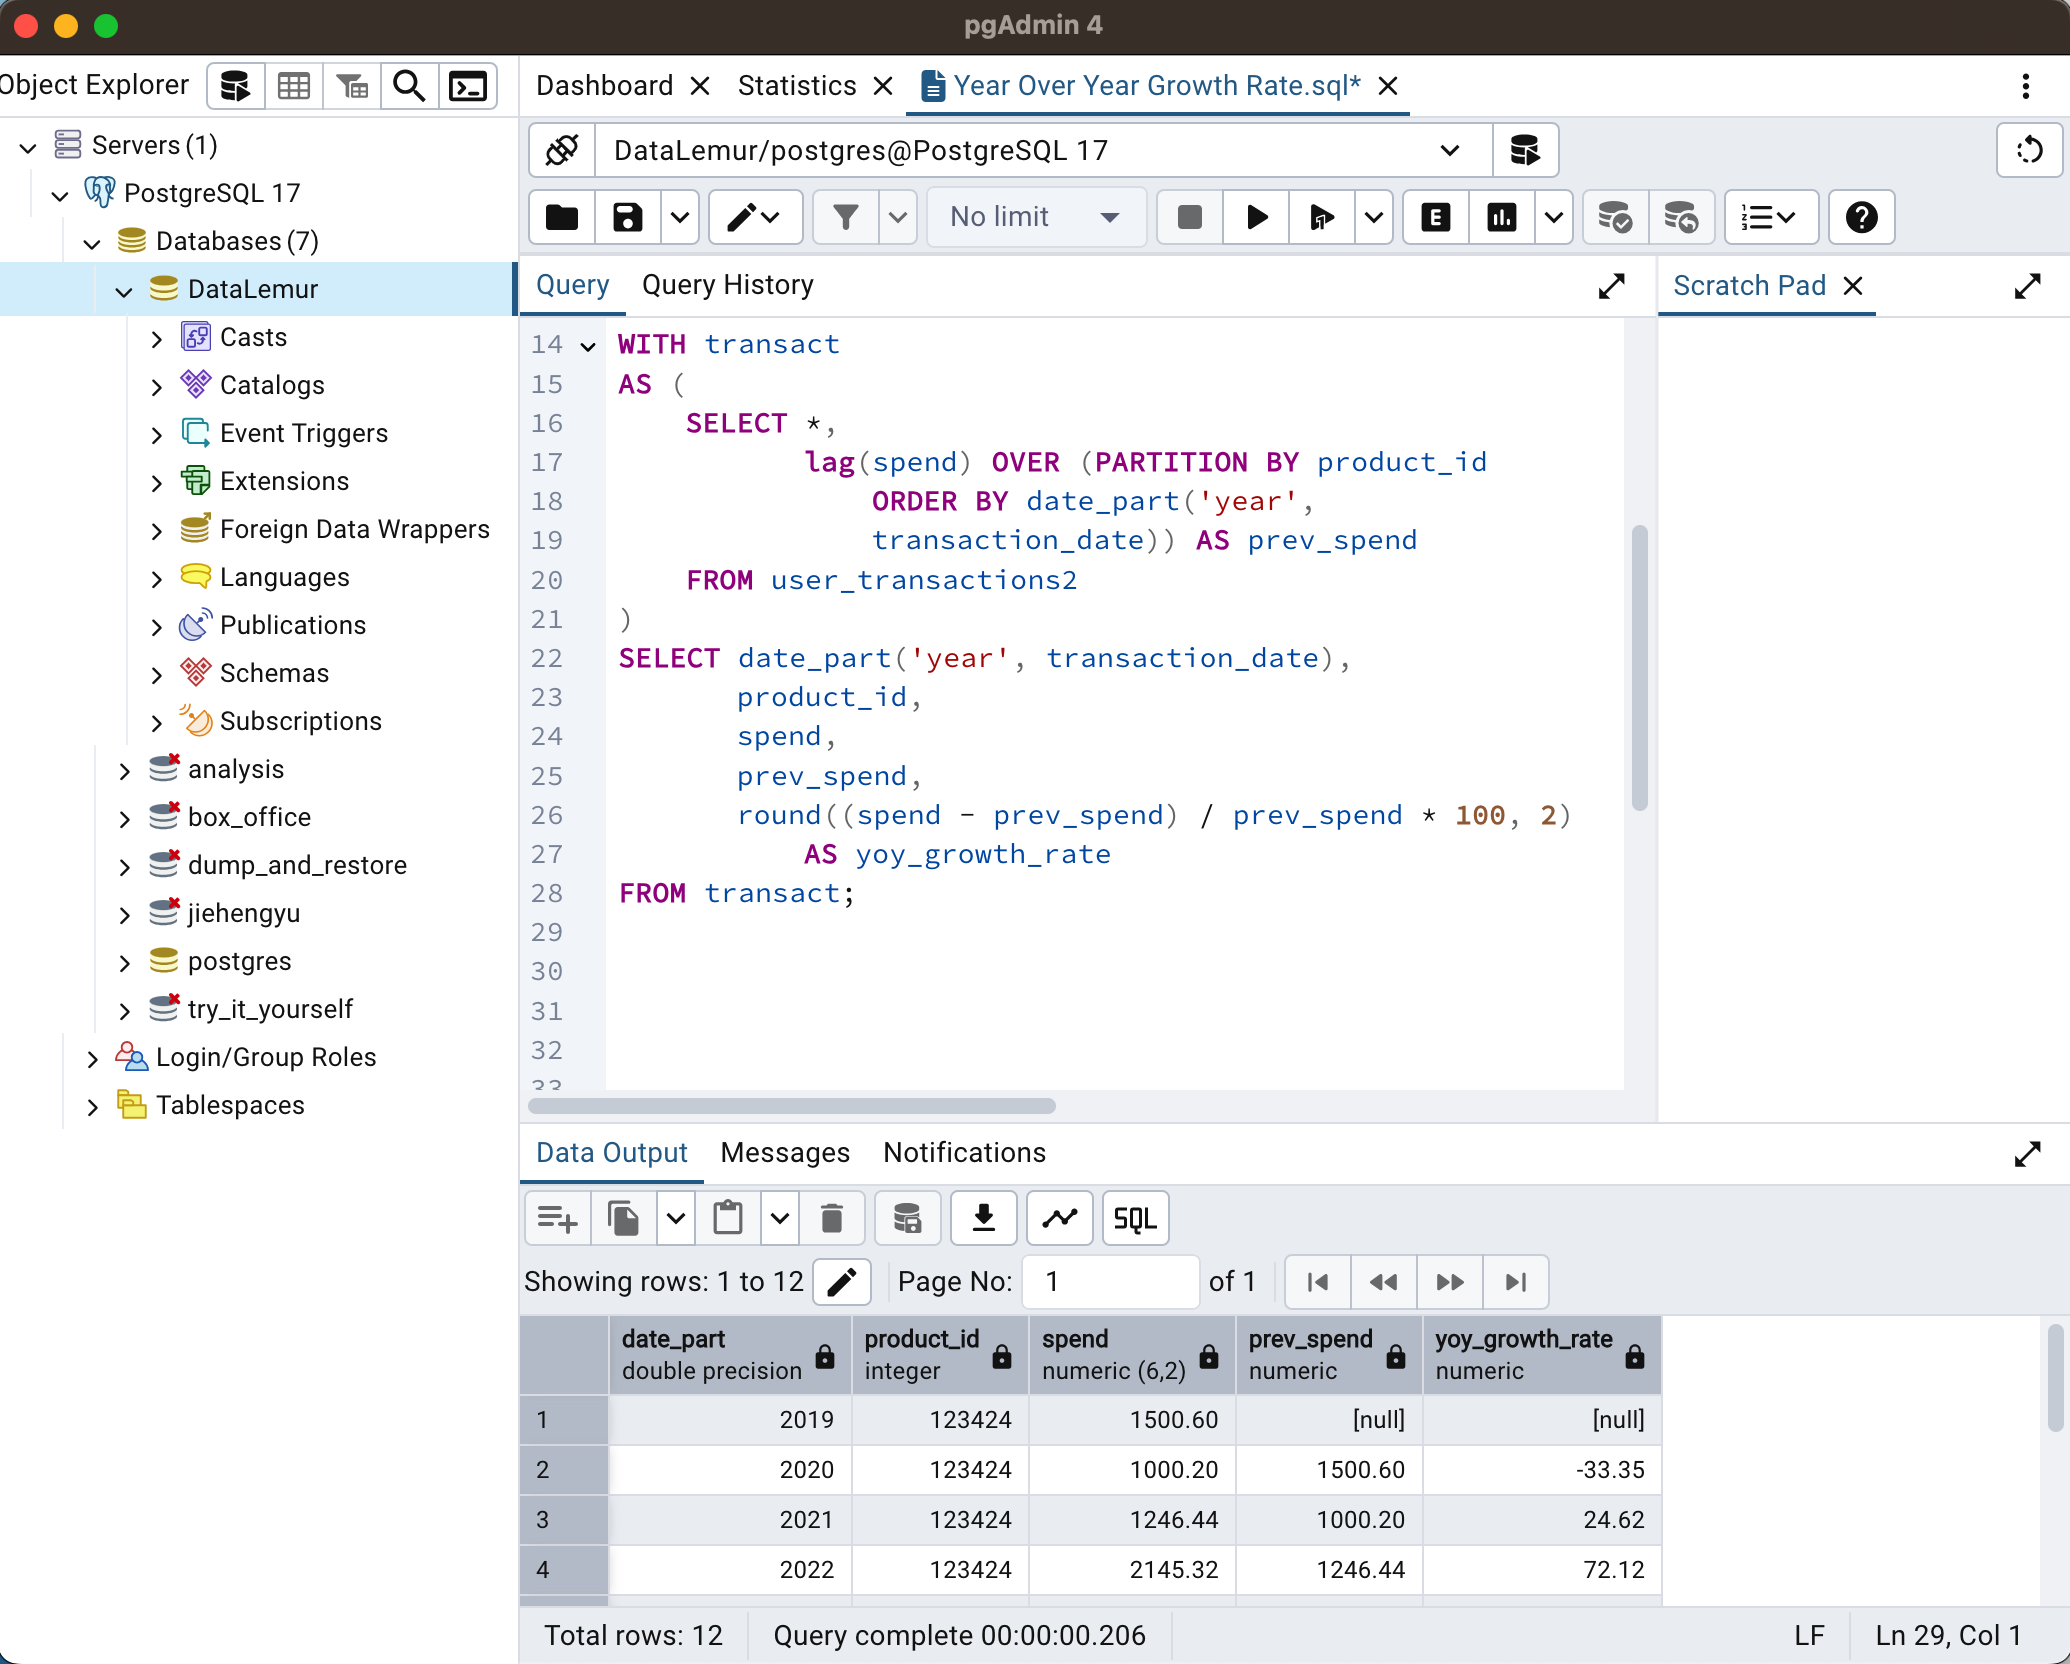 pgAdmin 4
Object Explorer
Dashboard
Statistics
Year Over Year Growth Rate.sql*
Servers (1)
PostgreSQL 17
Databases (7)
DataLemur
Casts
Catalogs
Event Triggers
Extensions
Foreign Data Wrappers
Languages
Publications
Schemas
Subscriptions
analysis
box_office
dump_and_restore
jiehengyu
postgres
try_it_yourself
Login/Group Roles
Tablespaces
DataLemur/postgres@PostgreSQL 17
No limit
E
Query
Query History
Scratch Pad
14 WITH transact
15 AS (
16 SELECT *,
17 lag(spend) OVER (PARTITION BY product_id
18 ORDER BY date_part('year',
19 transaction_date)) AS prev_spend
20 FROM user_transactions2
21 )
22 SELECT date_part('year', transaction_date),
23 product_id,
24 spend,
25 prev_spend,
26 round((spend - prev_spend) / prev_spend * 100, 2)
27 AS yoy_growth_rate
28 FROM transact;
29
30
31
32
33
Data Output
Messages
Notifications
SQL
Showing rows: 1 to 12
Page No: 1 of 1
date_part product_id spend prev_spend yoy_growth_rate
double precision integer numeric (6,2) numeric numeric
1 2019 123424 1500.60 [null] [null]
2 2020 123424 1000.20 1500.60 -33.35
3 2021 123424 1246.44 1000.20 24.62
4 2022 123424 2145.32 1246.44 72.12
Total rows: 12
Query complete 00:00:00.206
LF
Ln 29, Col 1